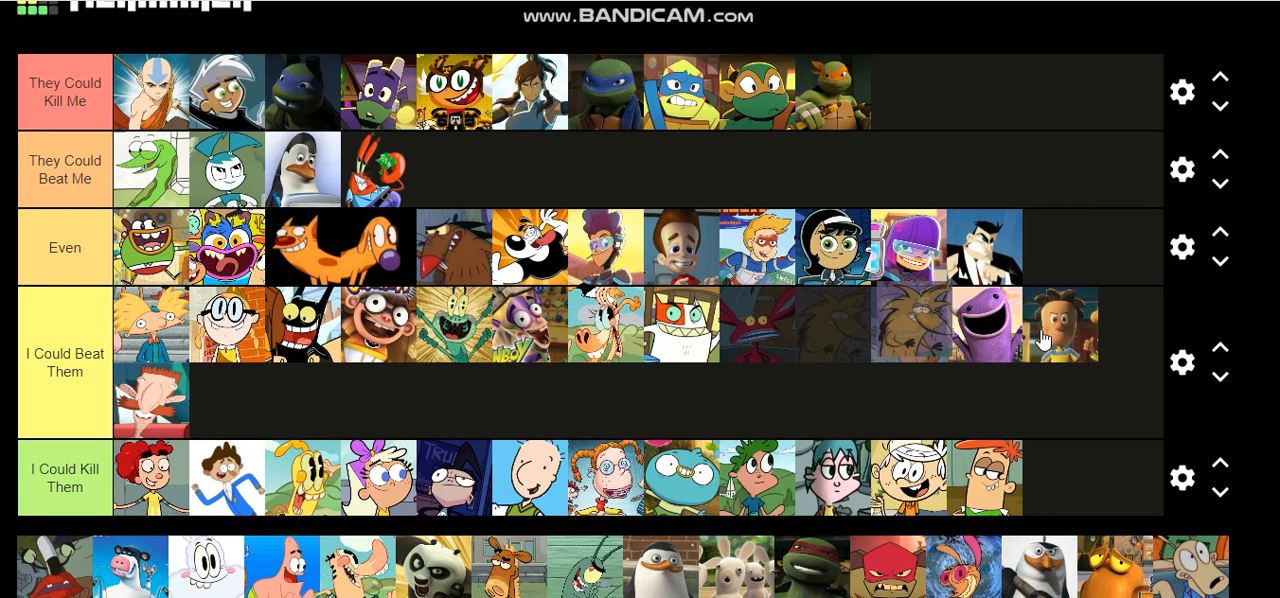 www.BANDICAM.com
They Could
Kill Me
They Could
Beat Me
Even
I Could Beat
Them
I Could Kill
Them